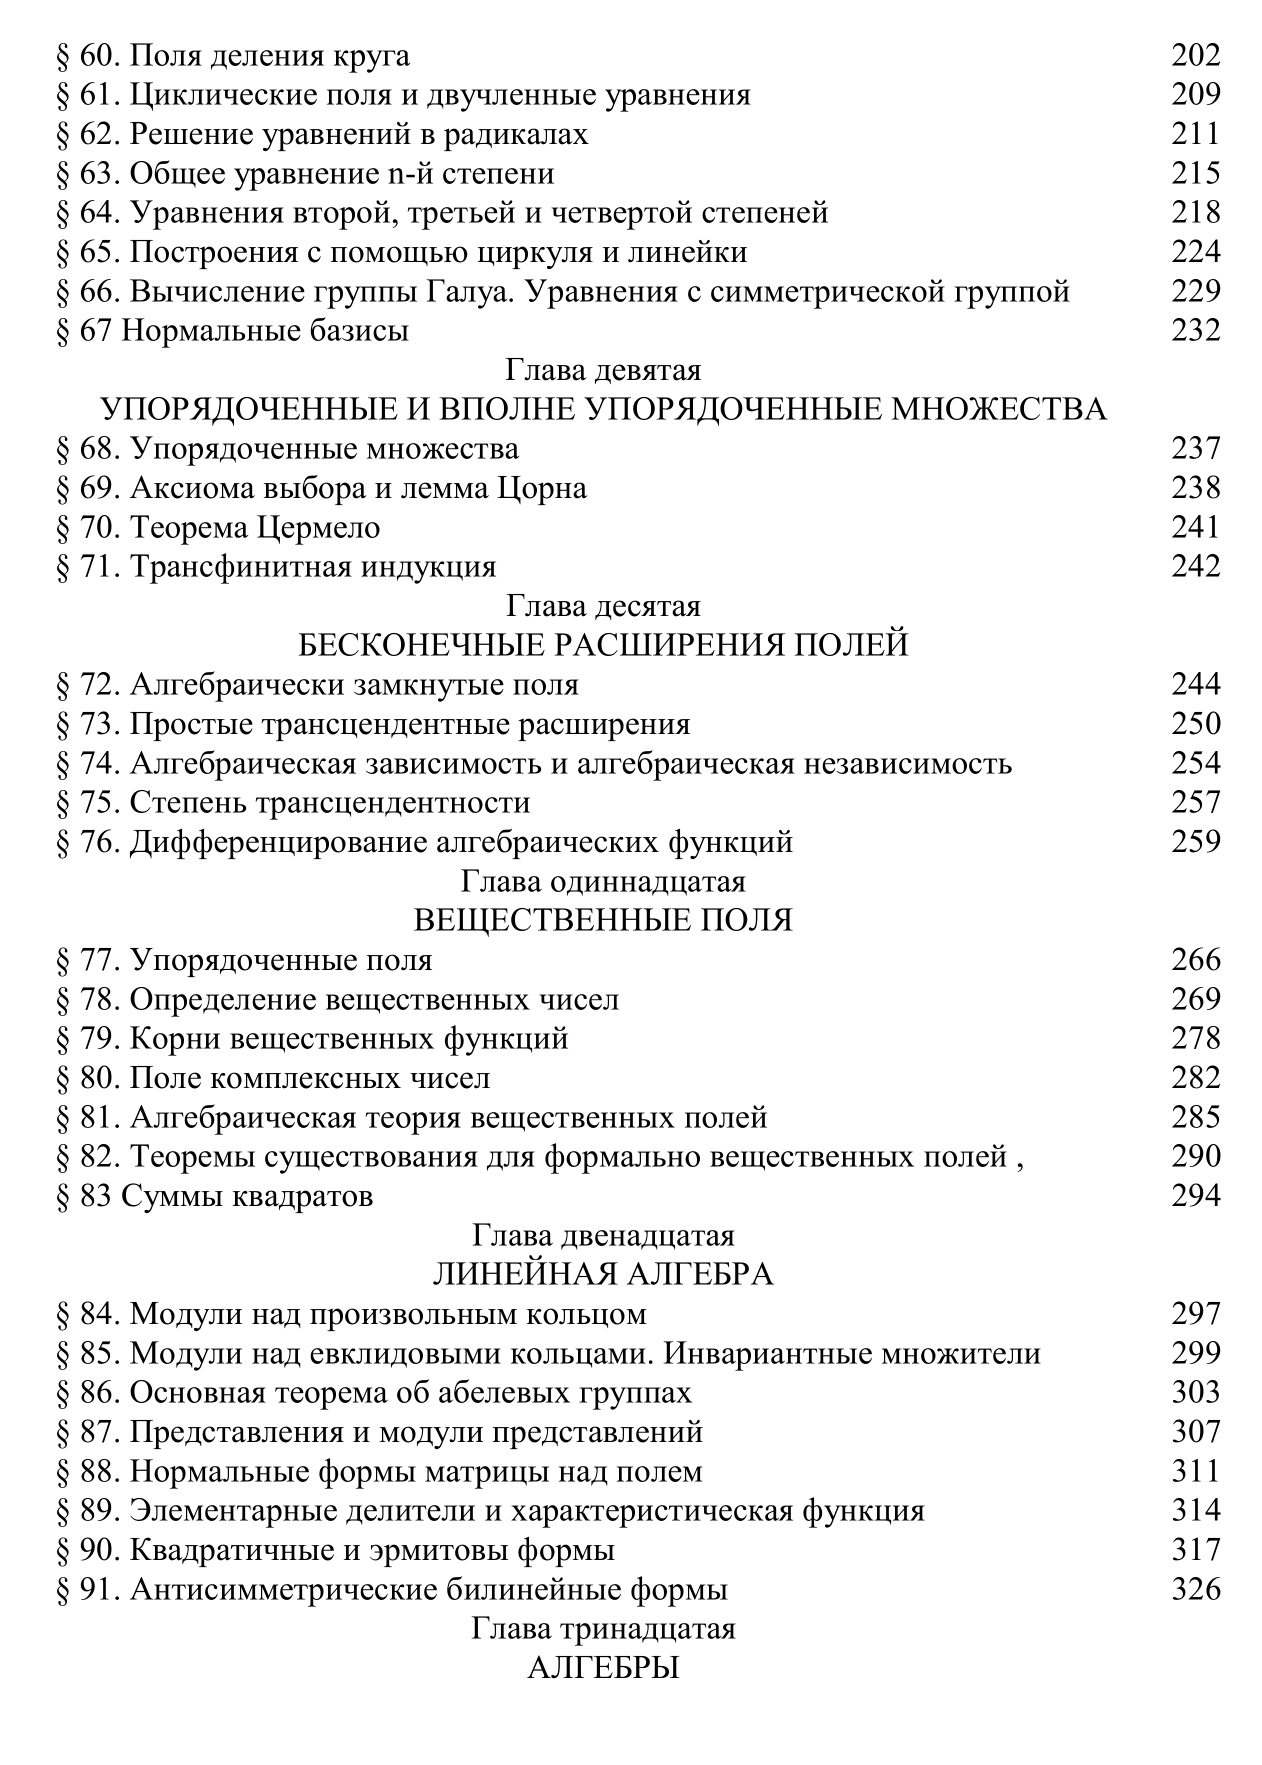 § 60. Поля деления круга 202
§ 61. Циклические поля и двучленные уравнения 209
§ 62. Решение уравнений в радикалах 211
§ 63. Общее уравнение n-й степени 215
§ 64. Уравнения второй, третьей и четвертой степеней 218
§ 65. Построения с помощью циркуля и линейки 224
§ 66. Вычисление группы Галуа. Уравнения с симметрической группой 229
§ 67 Нормальные базисы 232
Глава девятая
УПОРЯДОЧЕННЫЕ И ВПОЛНЕ УПОРЯДОЧЕННЫЕ МНОЖЕСТВА
§ 68. Упорядоченные множества 237
§ 69. Аксиома выбора и лемма Цорна 238
§ 70. Теорема Цермело 241
§ 71. Трансфинитная индукция 242
Глава десятая
БЕСКОНЕЧНЫЕ РАСШИРЕНИЯ ПОЛЕЙ
§ 72. Алгебраически замкнутые поля 244
§ 73. Простые трансцендентные расширения 250
§ 74. Алгебраическая зависимость и алгебраическая независимость 254
§ 75. Степень трансцендентности 257
§ 76. Дифференцирование алгебраических функций 259
Глава одиннадцатая
ВЕЩЕСТВЕННЫЕ ПОЛЯ
§ 77. Упорядоченные поля 266
§ 78. Определение вещественных чисел 269
§ 79. Корни вещественных функций 278
§ 80. Поле комплексных чисел 282
§ 81. Алгебраическая теория вещественных полей 285
§ 82. Теоремы существования для формально вещественных полей , 290
§ 83 Суммы квадратов 294
Глава двенадцатая
ЛИНЕЙНАЯ АЛГЕБРА
§ 84. Модули над произвольным кольцом 297
§ 85. Модули над евклидовыми кольцами. Инвариантные множители 299
§ 86. Основная теорема об абелевых группах 303
§ 87. Представления и модули представлений 307
§ 88. Нормальные формы матрицы над полем 311
§ 89. Элементарные делители и характеристическая функция 314
§ 90. Квадратичные и эрмитовы формы 317
§ 91. Антисимметрические билинейные формы 326
Глава тринадцатая
АЛГЕБРЫ